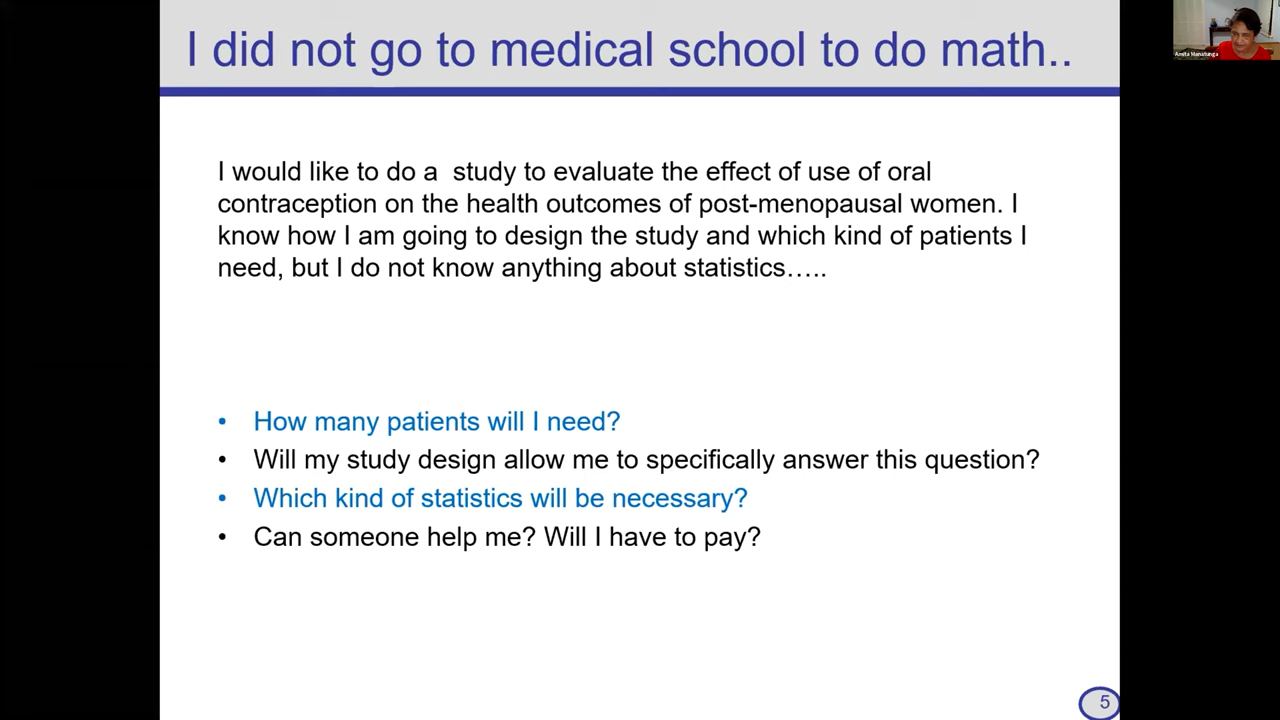 I did not go to medical school to do math..
Amita Manatunga
I would like to do a  study to evaluate the effect of use of oral
contraception on the health outcomes of post-menopausal women. I
know how I am going to design the study and which kind of patients I
need, but I do not know anything about statistics…..
• How many patients will I need?
• Will my study design allow me to specifically answer this question?
• Which kind of statistics will be necessary?
• Can someone help me? Will I have to pay?
5